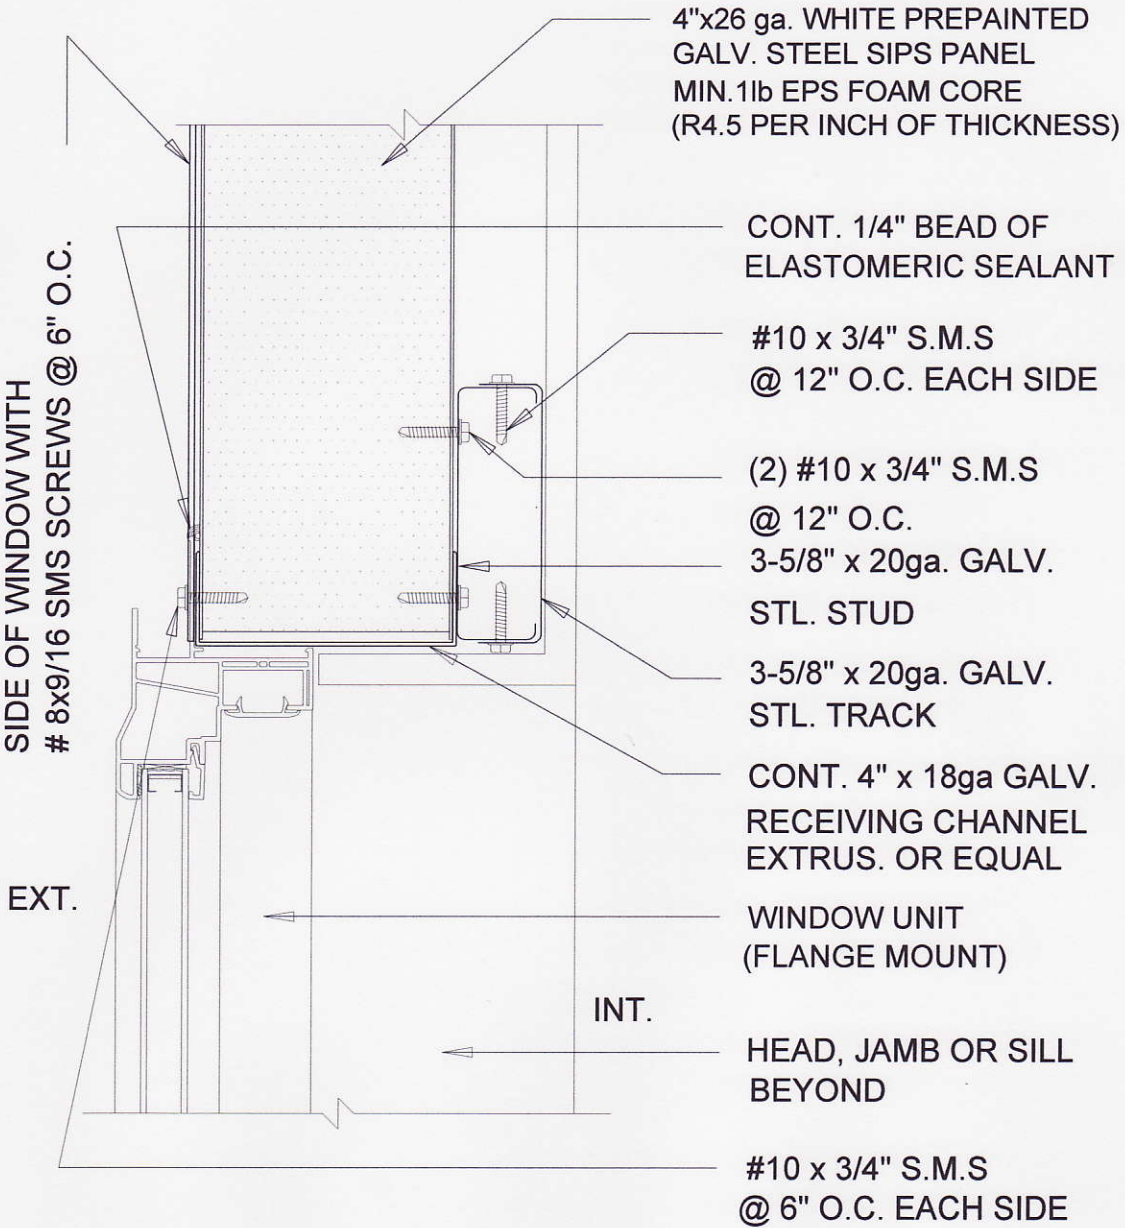 4"x26 ga. WHITE PREPAINTED
GALV. STEEL SIPS PANEL
MIN.1lb EPS FOAM CORE
(R4.5 PER INCH OF THICKNESS)
CONT. 1/4" BEAD OF
ELASTOMERIC SEALANT
#10 x 3/4" S.M.S
@ 12" O.C. EACH SIDE
(2) #10 x 3/4" S.M.S
@ 12" O.C.
3-5/8" x 20ga. GALV.
STL. STUD
3-5/8" x 20ga. GALV.
STL. TRACK
CONT. 4" x 18ga GALV.
RECEIVING CHANNEL
EXTRUS. OR EQUAL
WINDOW UNIT
(FLANGE MOUNT)
HEAD, JAMB OR SILL
BEYOND
#10 x 3/4" S.M.S
@ 6" O.C. EACH SIDE
SIDE OF WINDOW WITH
# 8x9/16 SMS SCREWS @ 6" O.C.
EXT.
INT.